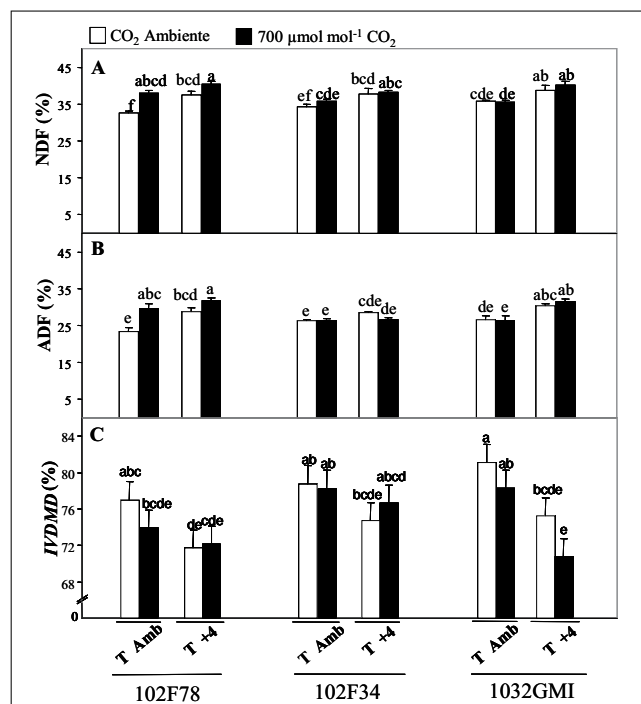 CO₂ Ambiente 700 µmol mol⁻¹ CO₂
A
NDF (%)
45
35
25
15
5
f abcd bcd a ef cde bcd abc cde de ab ab
B
ADF (%)
45
35
25
15
5
e abc bcd a e e cde de de e abc ab
C
IVDMD (%)
84
80
76
72
68
0
abc bcde de cde ab ab bcde abcd a ab bcde e
T Amb T +4 T Amb T +4 T Amb T +4
102F78 102F34 1032GMI